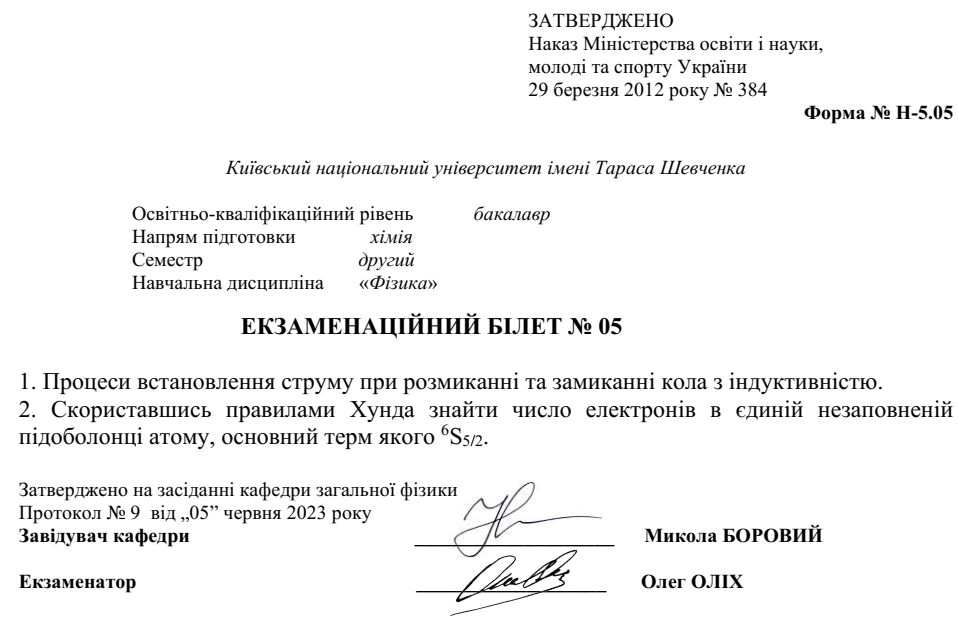 ЗАТВЕРДЖЕНО
Наказ Міністерства освіти і науки,
молоді та спорту України
29 березня 2012 року № 384
Форма № Н-5.05
Київський національний університет імені Тараса Шевченка
Освітньо-кваліфікаційний рівень бакалавр
Напрям підготовки хімія
Семестр другий
Навчальна дисципліна «Фізика»
ЕКЗАМЕНАЦІЙНИЙ БІЛЕТ № 05
1. Процеси встановлення струму при розмиканні та замиканні кола з індуктивністю.
2. Скориставшись правилами Хунда знайти число електронів в єдиній незаповненій
підоболонці атому, основний терм якого ⁶S₅/₂.
Затверджено на засіданні кафедри загальної фізики
Протокол № 9 від „05” червня 2023 року
Завідувач кафедри Микола БОРОВИЙ
Екзаменатор Олег ОЛІХ